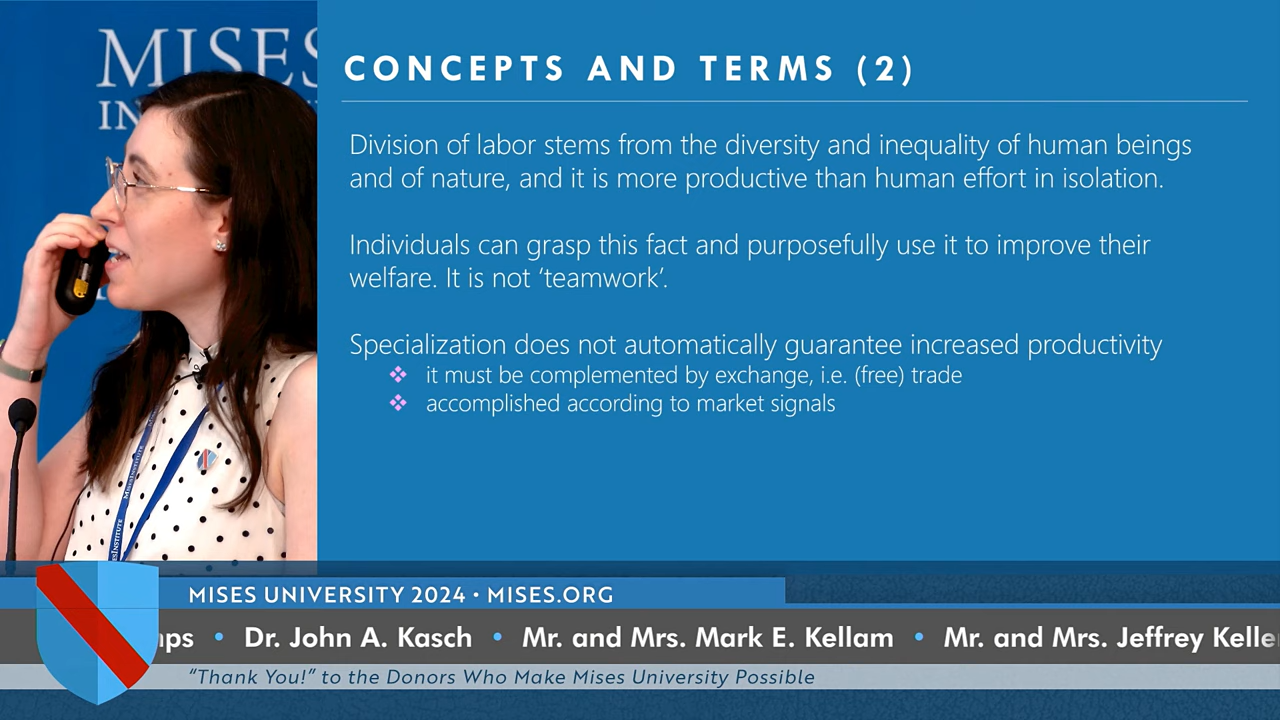 MISES
IN
CONCEPTS AND TERMS (2)
Division of labor stems from the diversity and inequality of human beings
and of nature, and it is more productive than human effort in isolation.
Individuals can grasp this fact and purposefully use it to improve their
welfare. It is not ‘teamwork’.
Specialization does not automatically guarantee increased productivity
❖ it must be complemented by exchange, i.e. (free) trade
❖ accomplished according to market signals
MISES UNIVERSITY 2024 • MISES.ORG
mps • Dr. John A. Kasch • Mr. and Mrs. Mark E. Kellam • Mr. and Mrs. Jeffrey Kelle
“Thank You!” to the Donors Who Make Mises University Possible